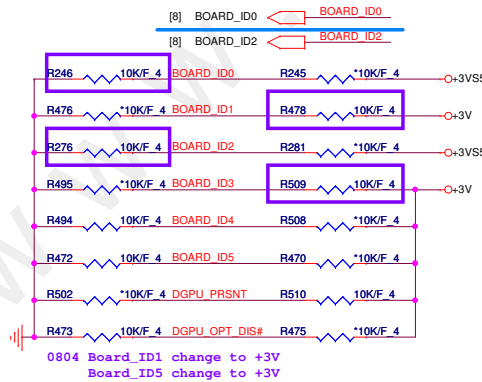 [8] BOARD_ID0 BOARD_ID0
[8] BOARD_ID2 BOARD_ID2
R246 10K/F_4 BOARD_ID0 R245 *10K/F_4 +3VS5
R476 *10K/F_4 BOARD_ID1 R478 10K/F_4 +3V
R276 10K/F_4 BOARD_ID2 R281 *10K/F_4 +3VS5
R495 *10K/F_4 BOARD_ID3 R509 10K/F_4 +3V
R494 10K/F_4 BOARD_ID4 R508 *10K/F_4
R472 10K/F_4 BOARD_ID5 R470 *10K/F_4
R502 *10K/F_4 DGPU_PRSNT R510 10K/F_4
R473 10K/F_4 DGPU_OPT_DIS# R475 *10K/F_4
0804 Board_ID1 change to +3V
Board_ID5 change to +3V